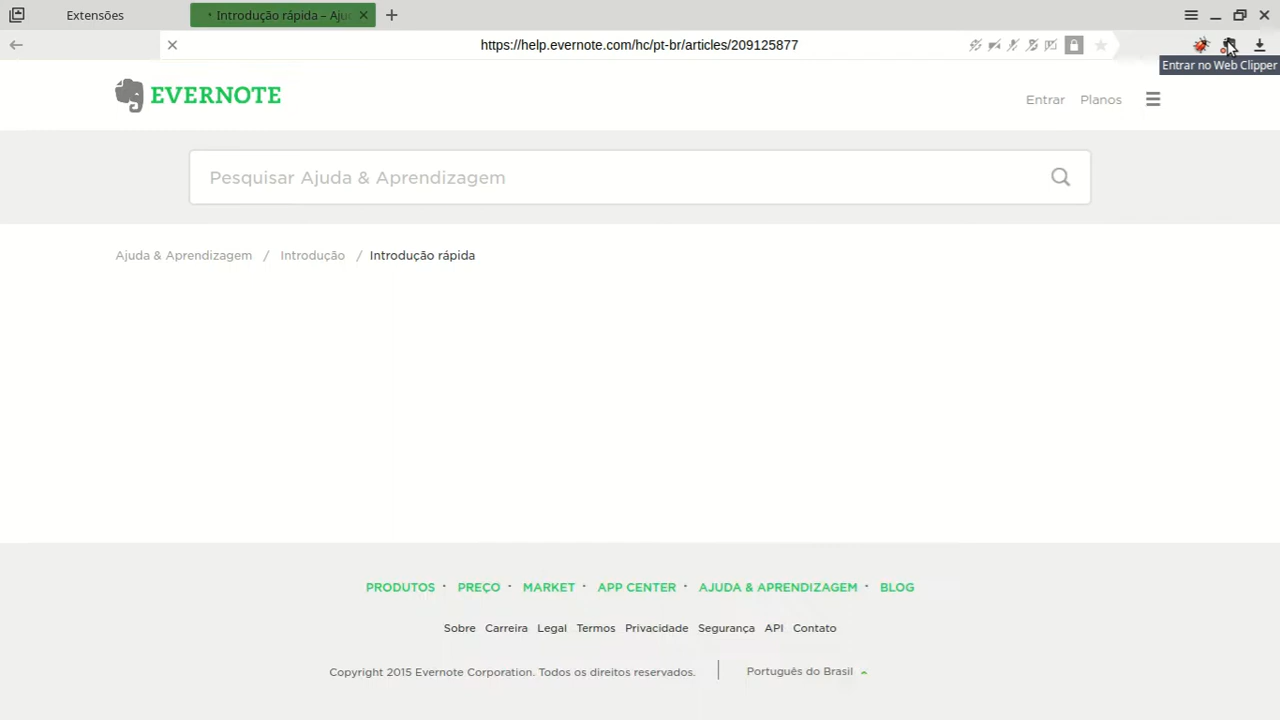 Extensões
Introdução rápida – Aju
https://help.evernote.com/hc/pt-br/articles/209125877
Entrar no Web Clipper
EVERNOTE
Entrar Planos
Pesquisar Ajuda & Aprendizagem
Ajuda & Aprendizagem / Introdução / Introdução rápida
PRODUTOS · PREÇO · MARKET · APP CENTER · AJUDA & APRENDIZAGEM · BLOG
Sobre Carreira Legal Termos Privacidade Segurança API Contato
Copyright 2015 Evernote Corporation. Todos os direitos reservados. | Português do Brasil